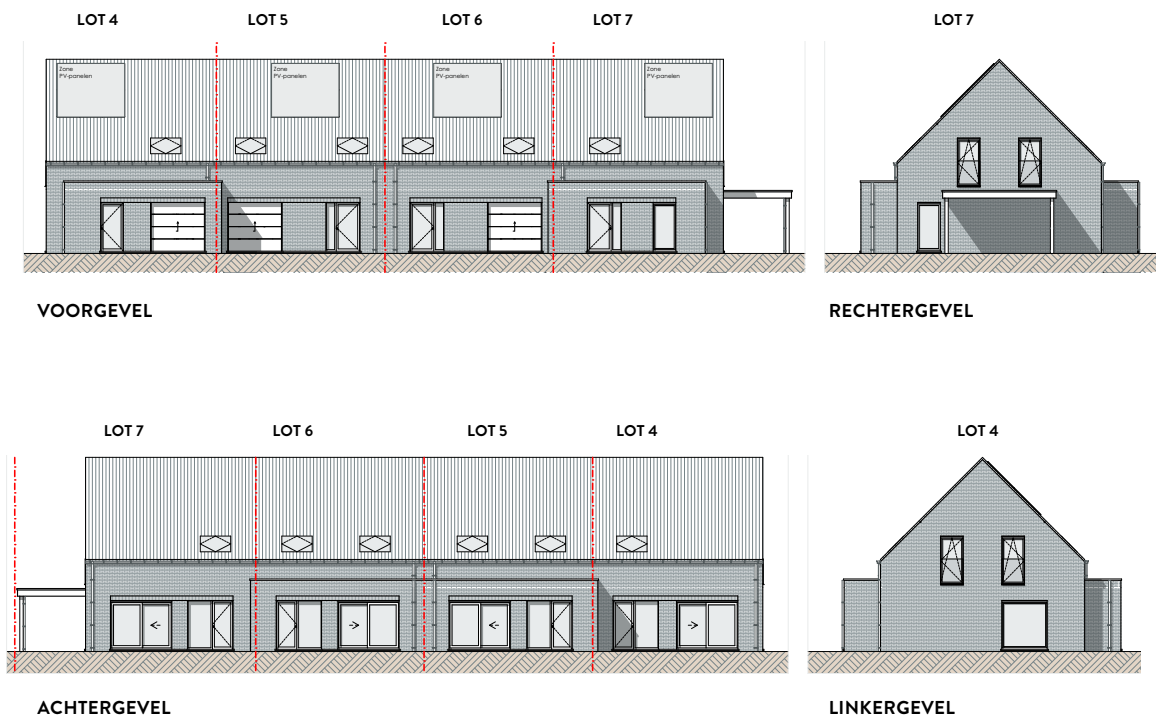 LOT 4 LOT 5 LOT 6 LOT 7 LOT 7
Zone
PV-panelen
Zone
PV-panelen
Zone
PV-panelen
Zone
PV-panelen
VOORGEVEL
RECHTERGEVEL
LOT 7 LOT 6 LOT 5 LOT 4 LOT 4
ACHTERGEVEL
LINKERGEVEL